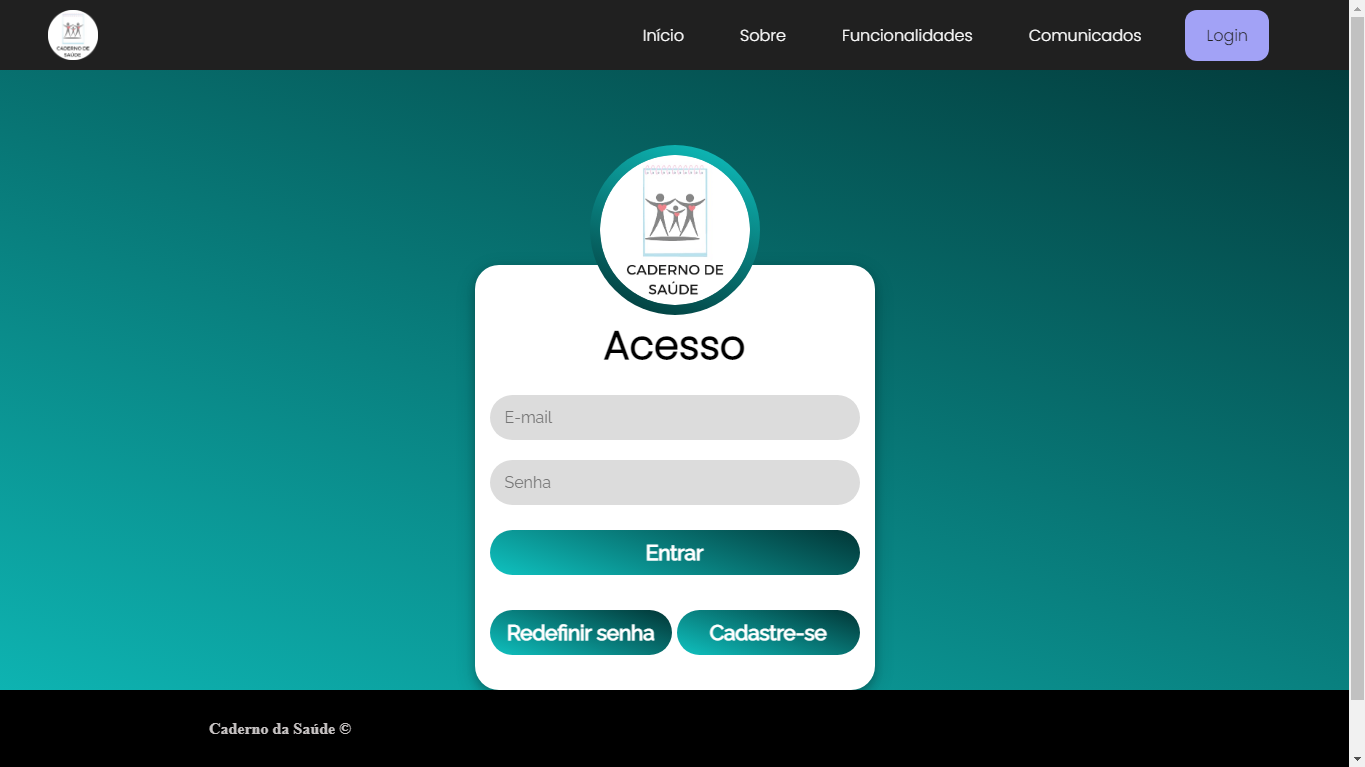 CADERNO DE
SAÚDE
Início
Sobre
Funcionalidades
Comunicados
Login
CADERNO DE
SAÚDE
Acesso
E-mail
Senha
Entrar
Redefinir senha
Cadastre-se
Caderno da Saúde ©